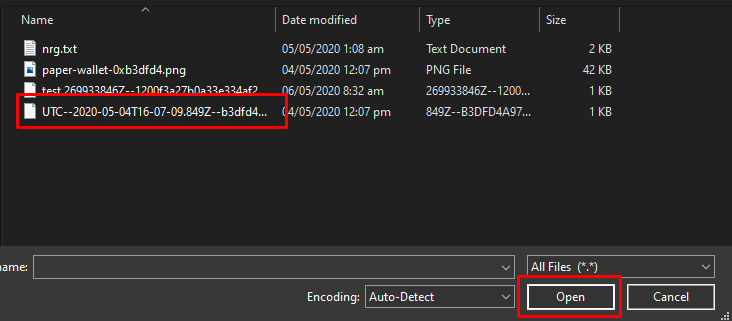 Name Date modified Type Size
nrg.txt 05/05/2020 1:08 am Text Document 2 KB
paper-wallet-0xb3dfd4.png 04/05/2020 12:07 pm PNG File 42 KB
test 269933846Z--1200f3a27b0a33e334af2... 06/05/2020 8:32 am 269933846Z--1200... 1 KB
UTC--2020-05-04T16-07-09.849Z--b3dfd4... 04/05/2020 12:07 pm 849Z--B3DFD4A97... 1 KB
name: All Files (*.*)
Encoding: Auto-Detect Open Cancel